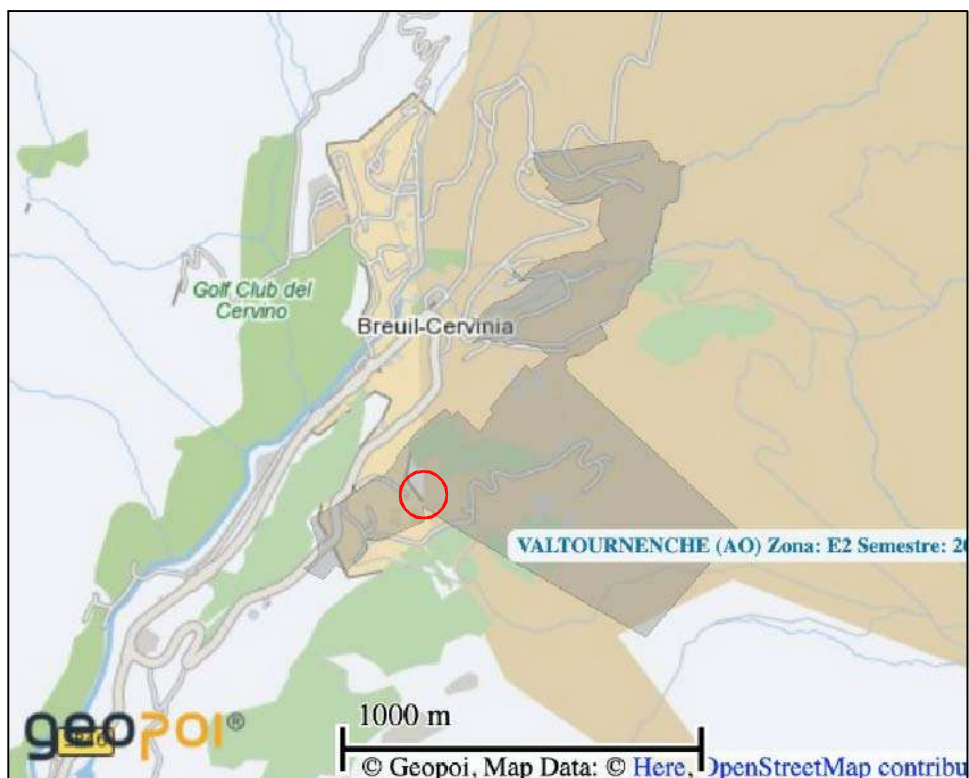 Golf Club del
Cervino
Breuil-Cervinia
VALTOURNENCHE (AO) Zona: E2 Semestre: 20
geopoi®
1000 m
© Geopoi, Map Data: © Here, OpenStreetMap contribu